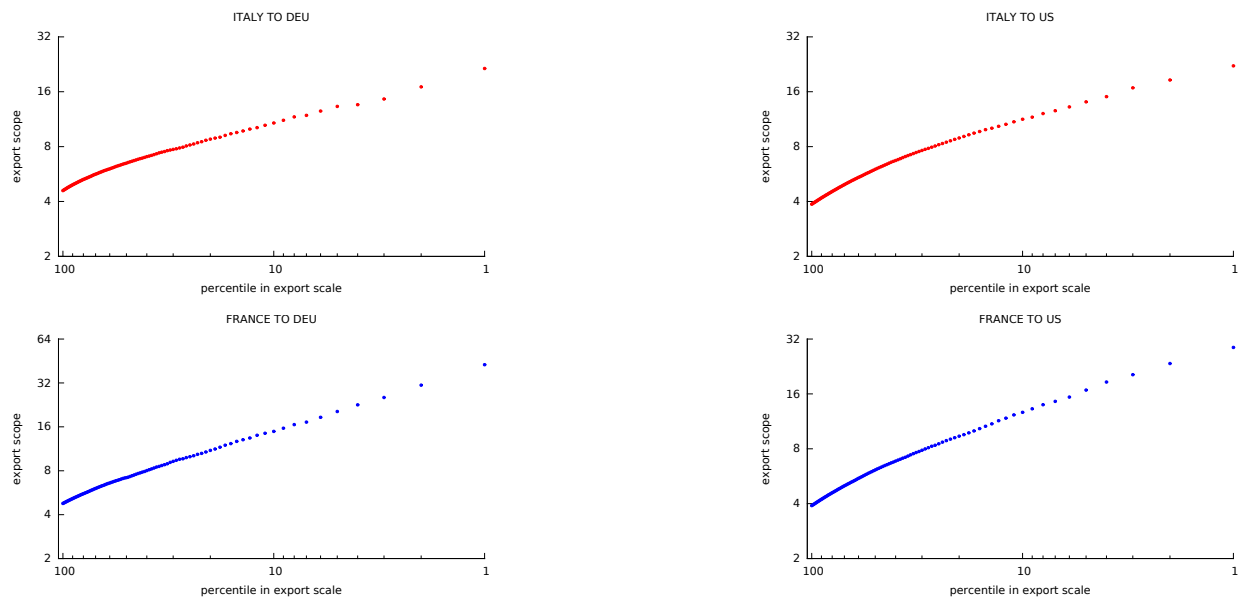 ITALY TO DEU
32
16
8
4
2
export scope
100
10
1
percentile in export scale
ITALY TO US
32
16
8
4
2
export scope
100
10
1
percentile in export scale
FRANCE TO DEU
64
32
16
8
4
2
export scope
100
10
1
percentile in export scale
FRANCE TO US
32
16
8
4
2
export scope
100
10
1
percentile in export scale